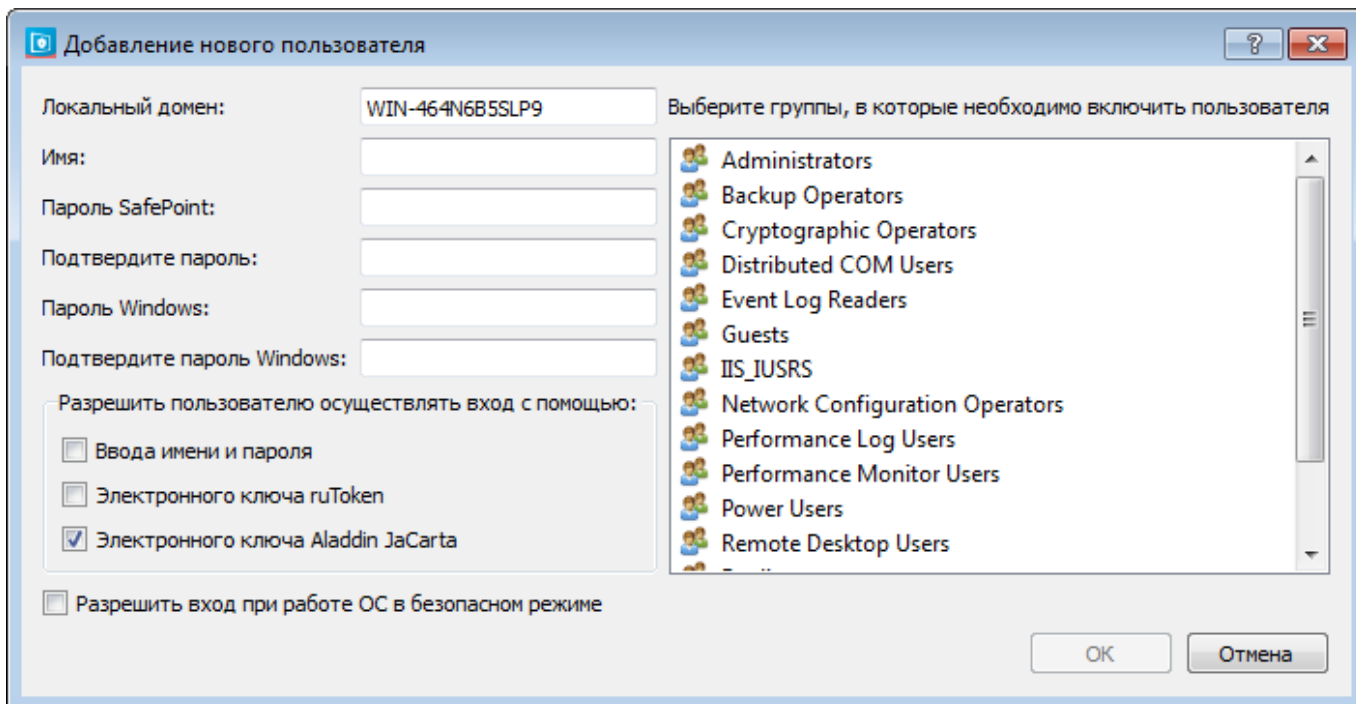 Добавление нового пользователя
Локальный домен: WIN-464N6B5SLP9
Имя:
Пароль SafePoint:
Подтвердите пароль:
Пароль Windows:
Подтвердите пароль Windows:
Разрешить пользователю осуществлять вход с помощью:
Ввода имени и пароля
Электронного ключа ruToken
Электронного ключа Aladdin JaCarta
Разрешить вход при работе ОС в безопасном режиме
Выберите группы, в которые необходимо включить пользователя
Administrators
Backup Operators
Cryptographic Operators
Distributed COM Users
Event Log Readers
Guests
IIS_IUSRS
Network Configuration Operators
Performance Log Users
Performance Monitor Users
Power Users
Remote Desktop Users
OK
Отмена